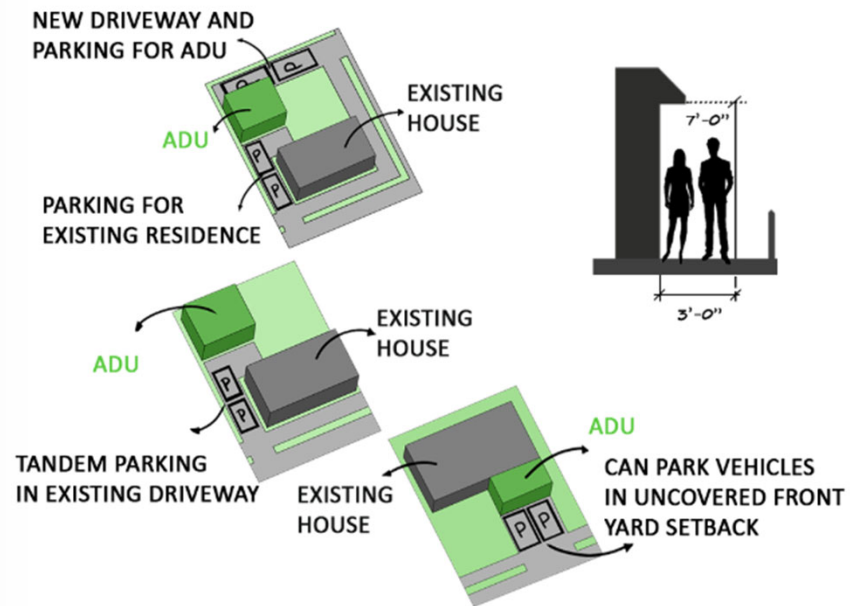 NEW DRIVEWAY AND
PARKING FOR ADU
P
P
EXISTING
HOUSE
ADU
P
P
PARKING FOR
EXISTING RESIDENCE
7'-0"
3'-0"
EXISTING
HOUSE
ADU
P
P
TANDEM PARKING
IN EXISTING DRIVEWAY
ADU
EXISTING
HOUSE
CAN PARK VEHICLES
IN UNCOVERED FRONT
YARD SETBACK
P
P